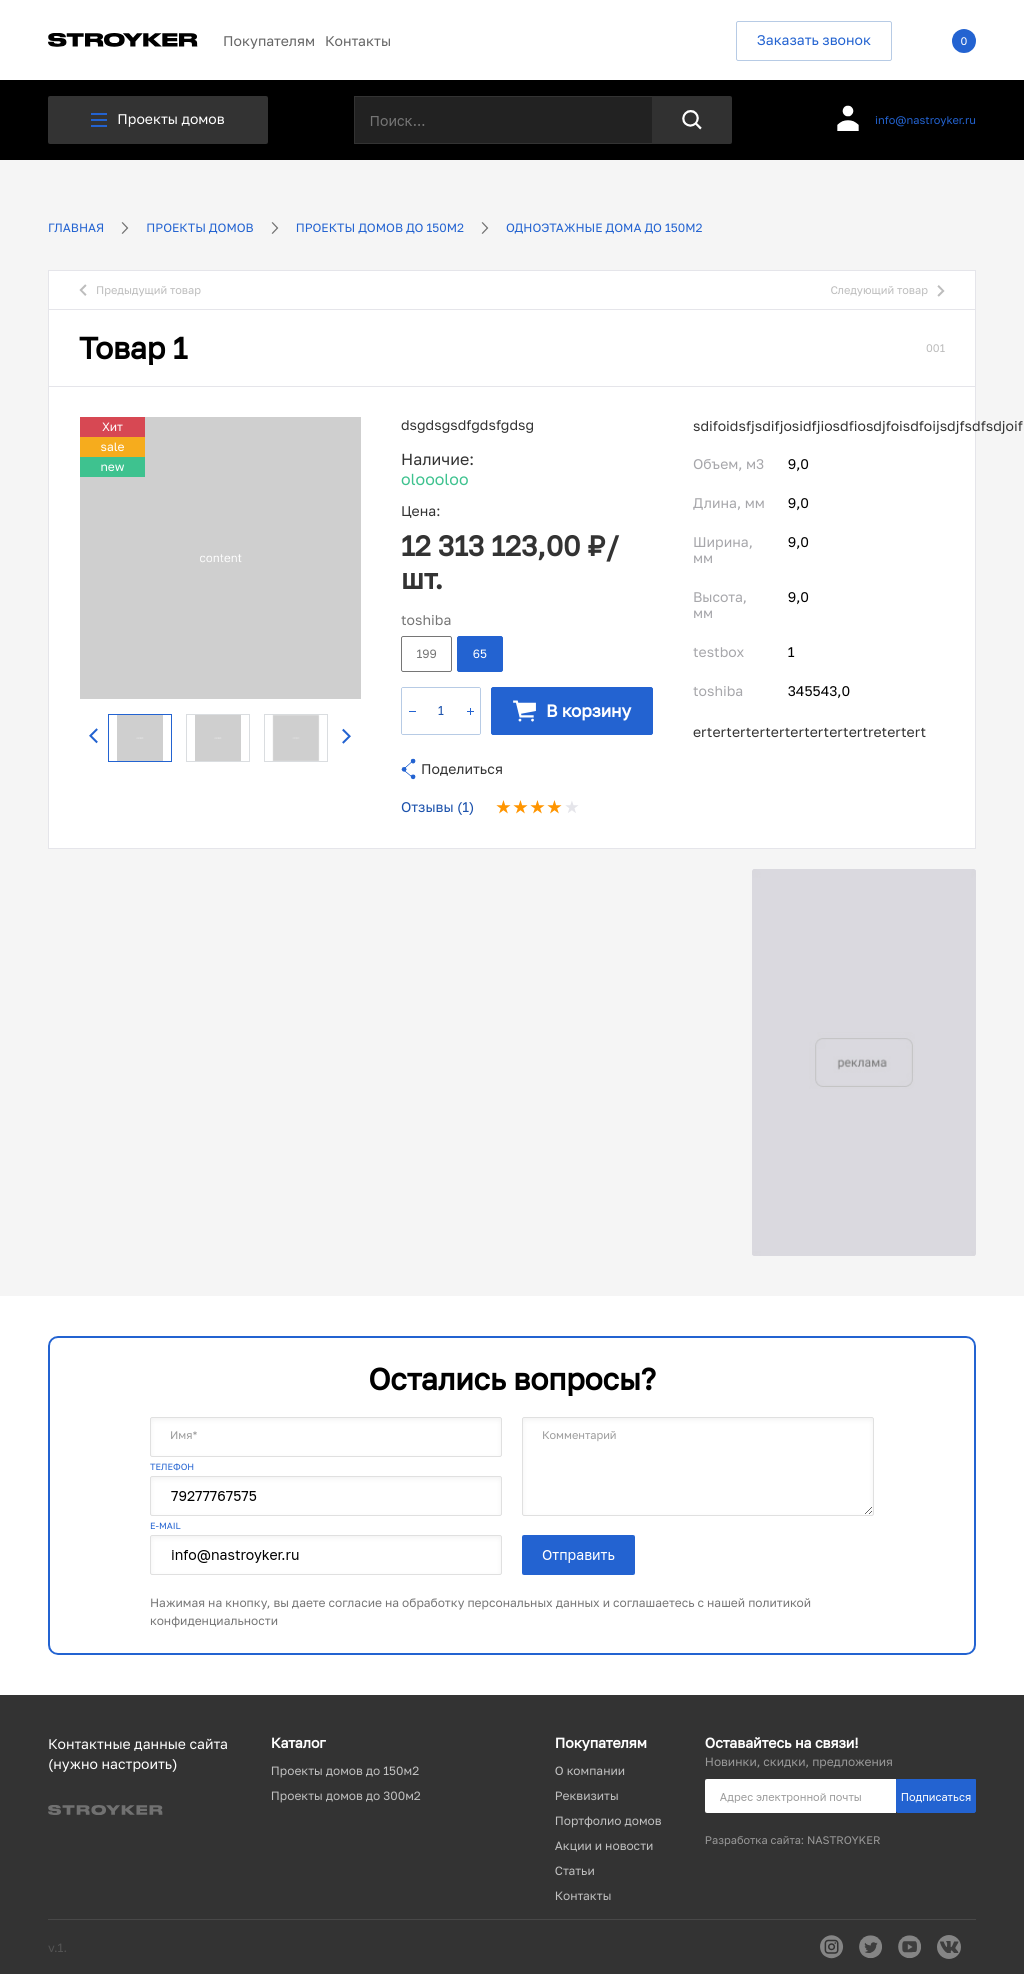 STROYKER Покупателям Контакты Заказать звонок 0
Проекты домов Поиск... info@nastroyker.ru
ГЛАВНАЯ ПРОЕКТЫ ДОМОВ ПРОЕКТЫ ДОМОВ ДО 150М2 ОДНОЭТАЖНЫЕ ДОМА ДО 150М2
Предыдущий товар Следующий товар
Товар 1 001
Хит
sale
new
content
dsgdsgsdfgdsfgdsg
Наличие:
oloooloo
Цена:
12 313 123,00 ₽/
шт.
toshiba
199 65
− 1 + В корзину
Поделиться
Отзывы (1)
sdifoidsfjsdifjosidfjiosdfiosdjfoisdfoijsdjfsdfsdjoif
Объем, м3 9,0
Длина, мм 9,0
Ширина, 9,0
мм
Высота, 9,0
мм
testbox 1
toshiba 345543,0
ertertertertertertertertertretertert
реклама
Остались вопросы?
Имя* Комментарий
ТЕЛЕФОН
79277767575
E-MAIL
info@nastroyker.ru Отправить
Нажимая на кнопку, вы даете согласие на обработку персональных данных и соглашаетесь с нашей политикой
конфиденциальности
Контактные данные сайта
(нужно настроить)
STROYKER
Каталог
Проекты домов до 150м2
Проекты домов до 300м2
Покупателям
О компании
Реквизиты
Портфолио домов
Акции и новости
Статьи
Контакты
Оставайтесь на связи!
Новинки, скидки, предложения
Адрес электронной почты Подписаться
Разработка сайта: NASTROYKER
v.1.